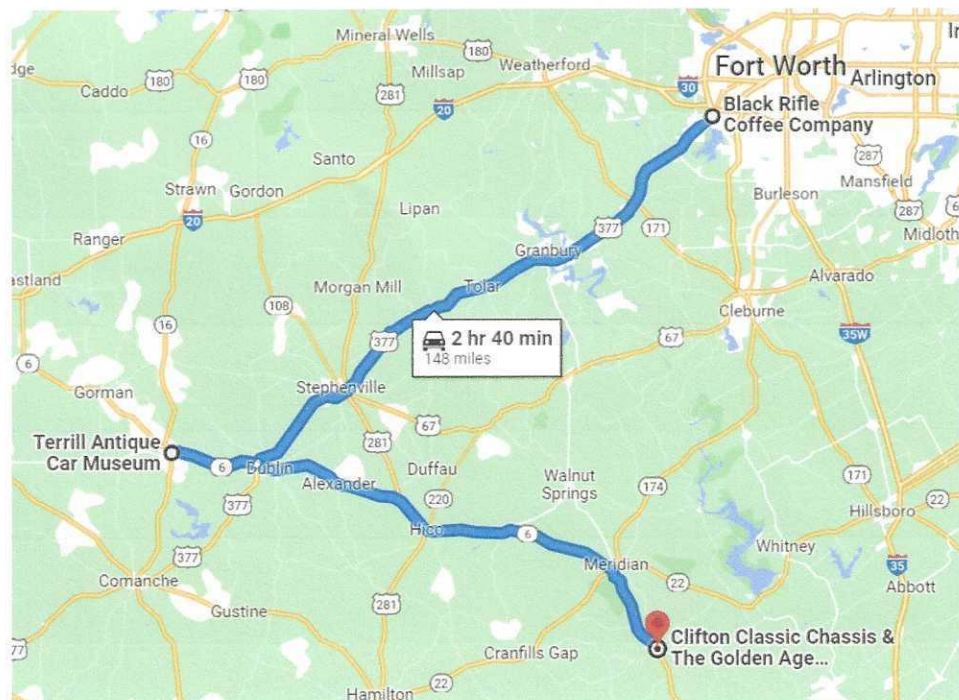 Mineral Wells
180
180
Weatherford
Fort Worth
Arlington
30
Millsap
281
20
180
Caddo
180
Black Rifle
Coffee Company
16
Santo
287
Mansfield
Burleson
287
Strawn
Gordon
20
Lipan
Ranger
377
171
Midloth
Granbury
Alvarado
Morgan Mill
Tolar
108
Cleburne
16
2 hr 40 min
148 miles
377
67
35W
6
Stephenville
Gorman
67
Terrill Antique
Car Museum
6
Dublin
281
Duffau
Alexander
Walnut
Springs
174
171
22
377
220
Hillsboro
Hico
6
Whitney
377
Meridian
35
Comanche
22
Abbott
Gustine
281
Clifton Classic Chassis &
The Golden Age...
377
Cranfills Gap
22
Hamilton